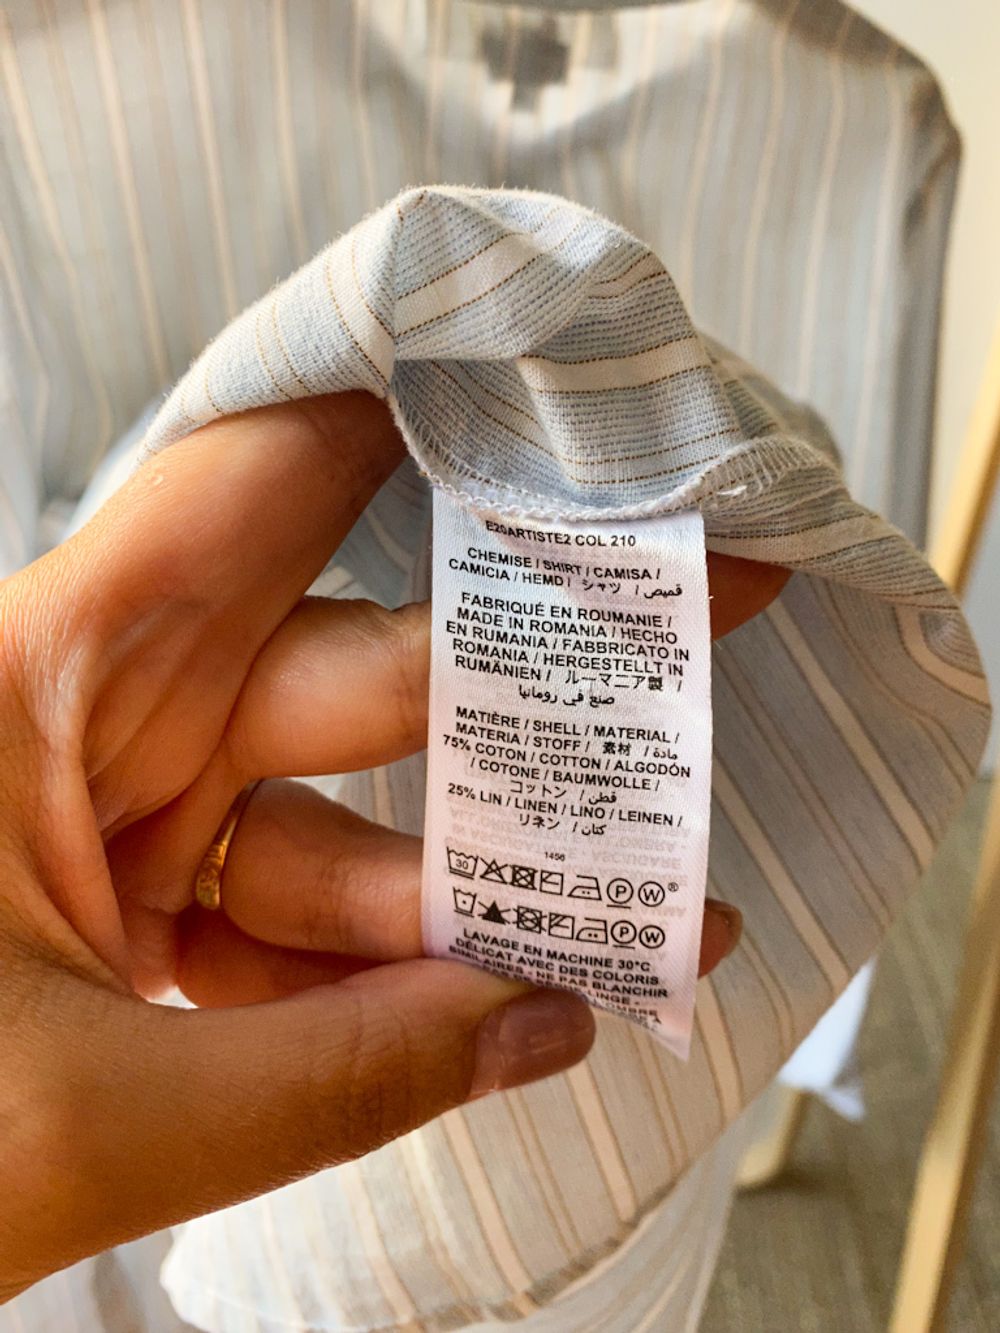 E20ARTISTE2 COL 210
CHEMISE / SHIRT / CAMISA /
CAMICIA / HEMD / シャツ / قميص
FABRIQUÉ EN ROUMANIE /
MADE IN ROMANIA / HECHO
EN RUMANIA / FABBRICATO IN
ROMANIA / HERGESTELLT IN
RUMÄNIEN / ルーマニア製 /
صنع في رومانيا
MATIÈRE / SHELL / MATERIAL /
MATERIA / STOFF / 素材 / مادة /
75% COTON / COTTON / ALGODÓN
/ COTONE / BAUMWOLLE /
コットン / قطن /
25% LIN / LINEN / LINO / LEINEN /
リネン / كتان /
1456
30 P W ®
P W
LAVAGE EN MACHINE 30°C
DÉLICAT AVEC DES COLORIS
SIMILAIRES - NE PAS BLANCHIR
LINGE -
L'OMBRE